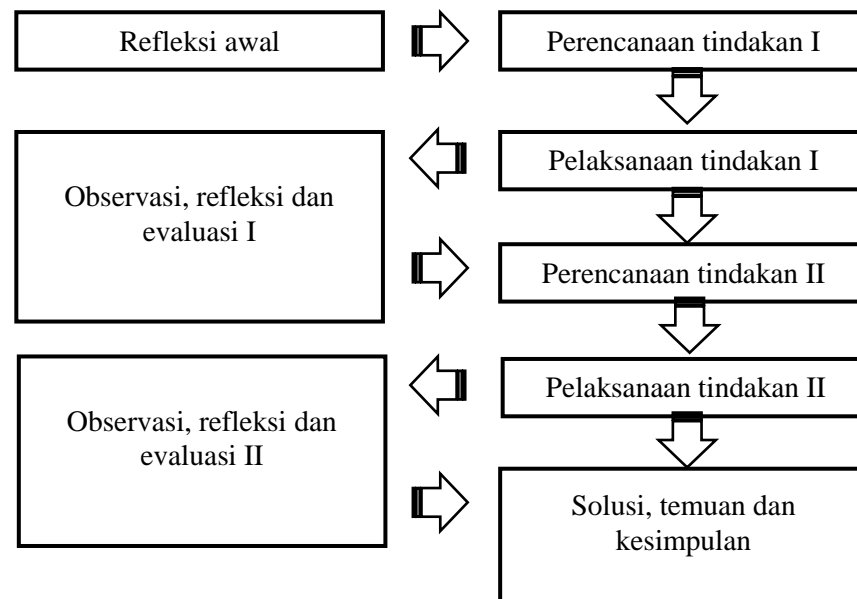 Refleksi awal
Perencanaan tindakan I
Pelaksanaan tindakan I
Observasi, refleksi dan
evaluasi I
Perencanaan tindakan II
Pelaksanaan tindakan II
Observasi, refleksi dan
evaluasi II
Solusi, temuan dan
kesimpulan